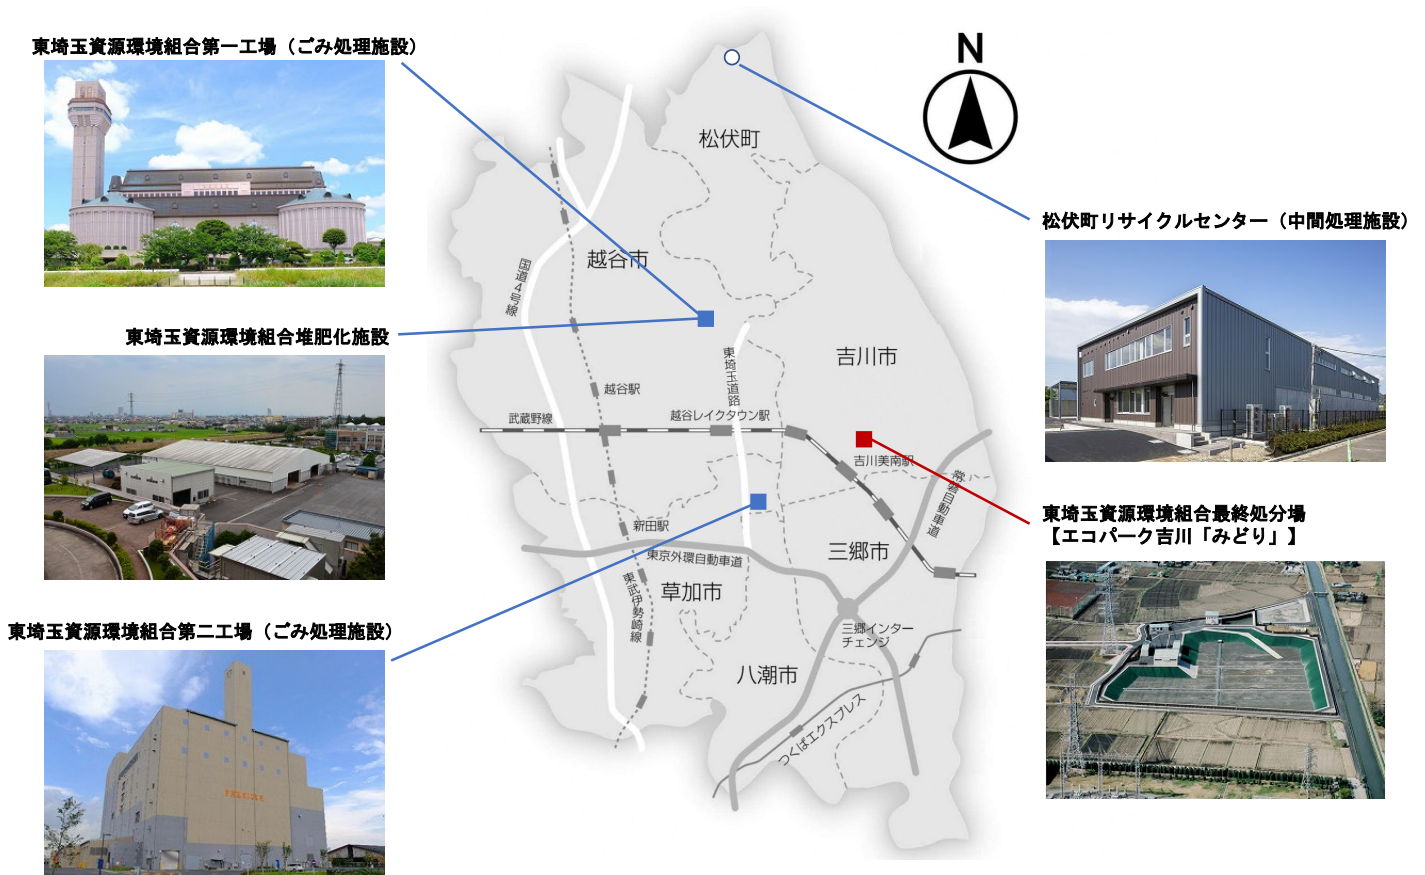 東埼玉資源環境組合第一工場（ごみ処理施設）
N
松伏町
松伏町リサイクルセンター（中間処理施設）
越谷市
国道4号線
東埼玉資源環境組合堆肥化施設
東埼玉道路
吉川市
越谷駅
武蔵野線
越谷レイクタウン駅
吉川美南駅
常磐自動車道
東埼玉資源環境組合最終処分場
【エコパーク吉川「みどり」】
新田駅
東京外環自動車道
三郷市
東武伊勢崎線
草加市
三郷インター
チェンジ
東埼玉資源環境組合第二工場（ごみ処理施設）
八潮市
つくばエクスプレス